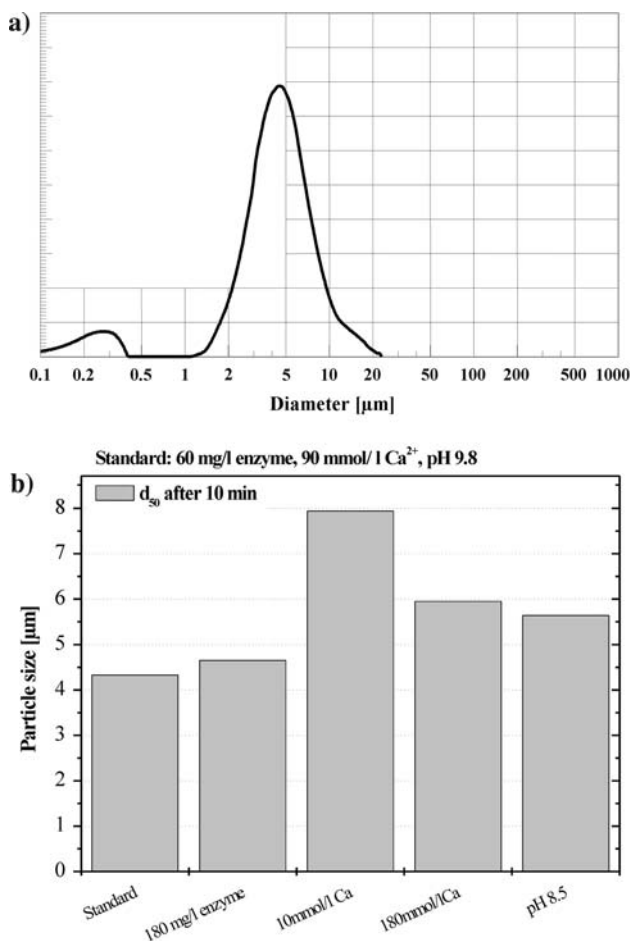 a)
0.1 0.2 0.5 1 2 5 10 20 50 100 200 500 1000
Diameter [µm]
Standard: 60 mg/l enzyme, 90 mmol/ l Ca²⁺, pH 9.8
b)
d₅₀ after 10 min
8
7
6
5
4
3
2
1
0
Particle size [µm]
Standard 180 mg/l enzyme 10mmol/l Ca 180mmol/lCa pH 8.5